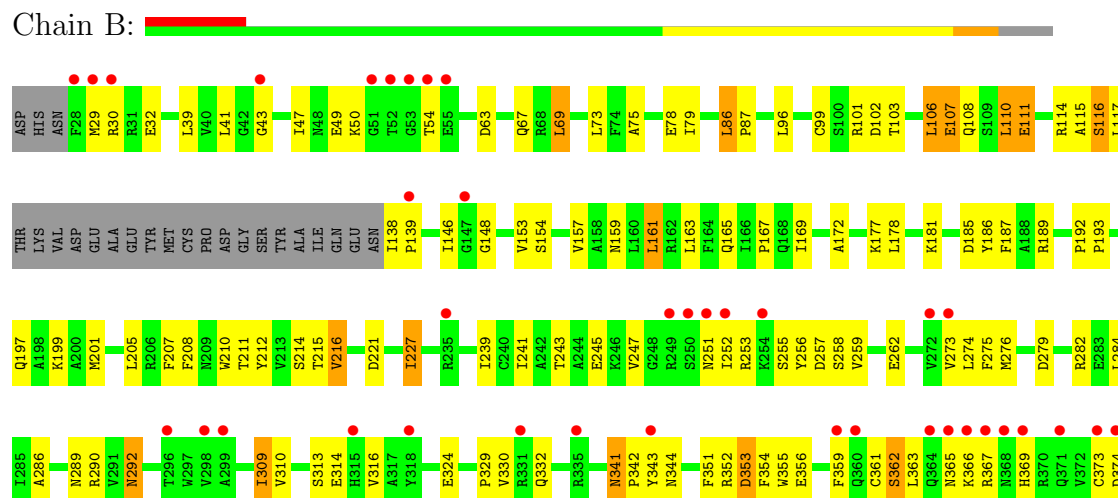 Chain B:
ASP HIS ASN F28 M29 R30 R31 E32 L39 V40 L41 G42 G43 I47 N48 E49 K50 G51 T52 G53 T54 E55 D63 Q67 R68 L69 L73 F74 A75 E78 I79 L86 P87 L96 C99 S100 R101 D102 T103 L106 E107 Q108 S109 L110 E111 R114 A115 S116 L117
THR LYS VAL ASP GLU ALA GLU TYR MET CYS PRO ASP GLY SER TYR ALA ILE GLN GLU ASN I138 P139 I146 G147 G148 V153 S154 V157 A158 N159 L160 L161 R162 L163 F164 Q165 I166 P167 Q168 I169 A172 K177 L178 K181 D185 Y186 F187 A188 R189 P192 P193
Q197 A198 K199 A200 M201 L205 R206 F207 F208 N209 W210 T211 Y212 V213 S214 T215 V216 D221 I227 R235 I239 C240 I241 A242 T243 A244 E245 K246 V247 G248 R249 S250 N251 I252 R253 K254 S255 Y256 D257 S258 V259 E262 V272 V273 L274 F275 M276 D279 R282 E283 L284
I285 A286 N289 R290 V291 N292 T296 W297 V298 A299 I309 V310 S313 E314 H315 V316 A317 Y318 E324 P329 V330 R331 Q332 R335 N341 P342 Y343 N344 F351 R352 D353 F354 W355 E356 F359 Q360 C361 S362 L363 Q364 N365 K366 R367 N368 H369 R370 Q371 V372 C373